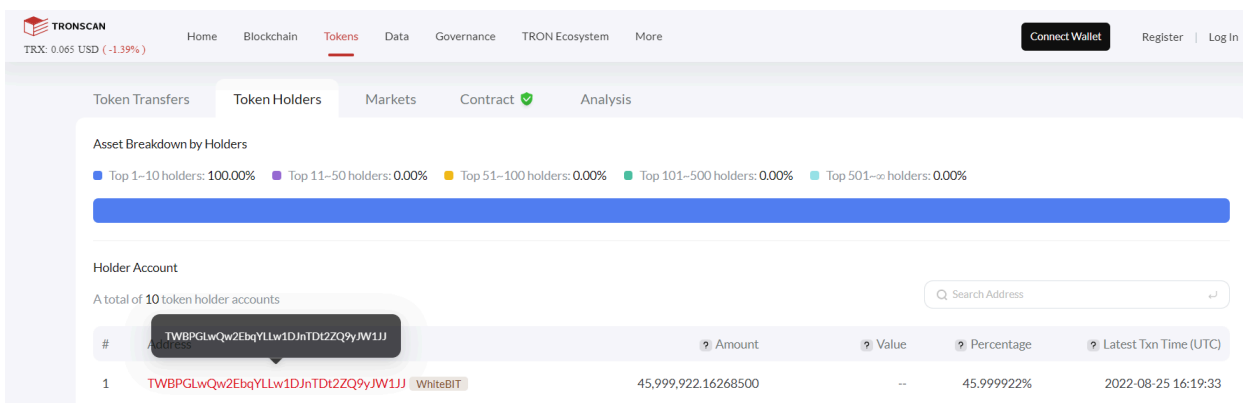 TRONSCAN
TRX: 0.065 USD ( -1.39% )
Home Blockchain Tokens Data Governance TRON Ecosystem More
Connect Wallet Register | Log In
Token Transfers Token Holders Markets Contract Analysis
Asset Breakdown by Holders
Top 1~10 holders: 100.00% Top 11~50 holders: 0.00% Top 51~100 holders: 0.00% Top 101~500 holders: 0.00% Top 501~∞ holders: 0.00%
Holder Account
A total of 10 token holder accounts
Search Address
TWBPGLwQw2EbqYLLw1DJnTDt2ZQ9yJW1JJ
# Address ? Amount ? Value ? Percentage ? Latest Txn Time (UTC)
1 TWBPGLwQw2EbqYLLw1DJnTDt2ZQ9yJW1JJ WhiteBIT 45,999,922.16268500 -- 45.999922% 2022-08-25 16:19:33